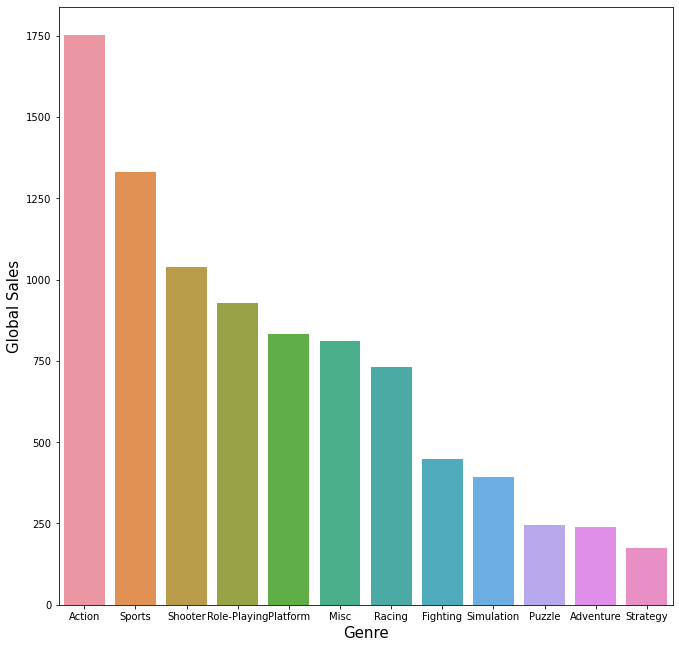 1750
1500
1250
1000
750
500
250
0
Global Sales
Action Sports Shooter Role-Playing Platform Misc Racing Fighting Simulation Puzzle Adventure Strategy
Genre